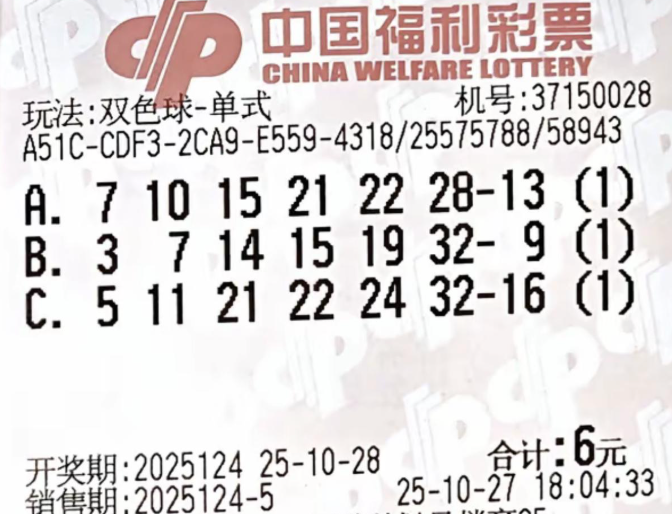 中国福利彩票
CHINA WELFARE LOTTERY
玩法:双色球-单式 机号:37150028
A51C-CDF3-2CA9-E559-4318/25575788/58943
A. 7 10 15 21 22 28-13 (1)
B. 3 7 14 15 19 32- 9 (1)
C. 5 11 21 22 24 32-16 (1)
开奖期:2025124 25-10-28 合计:6元
销售期:2025124-5 25-10-27 18:04:33